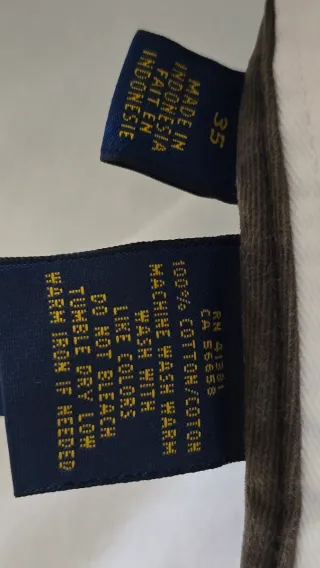 35
MADE IN
INDONESIA
FAIT EN
INDONESIE
RN 41381
CA 56658
100% COTTON/COTON
MACHINE WASH WARM
WASH WITH
LIKE COLORS
DO NOT BLEACH
TUMBLE DRY LOW
WARM IRON IF NEEDED